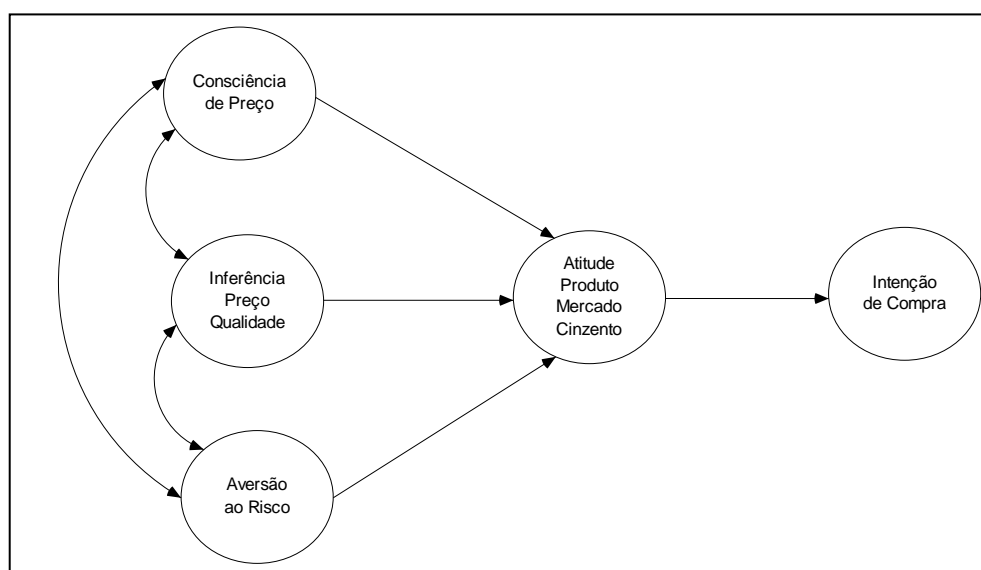 Consciência
de Preço
Inferência
Preço
Qualidade
Aversão
ao Risco
Atitude
Produto
Mercado
Cinzento
Intenção
de Compra